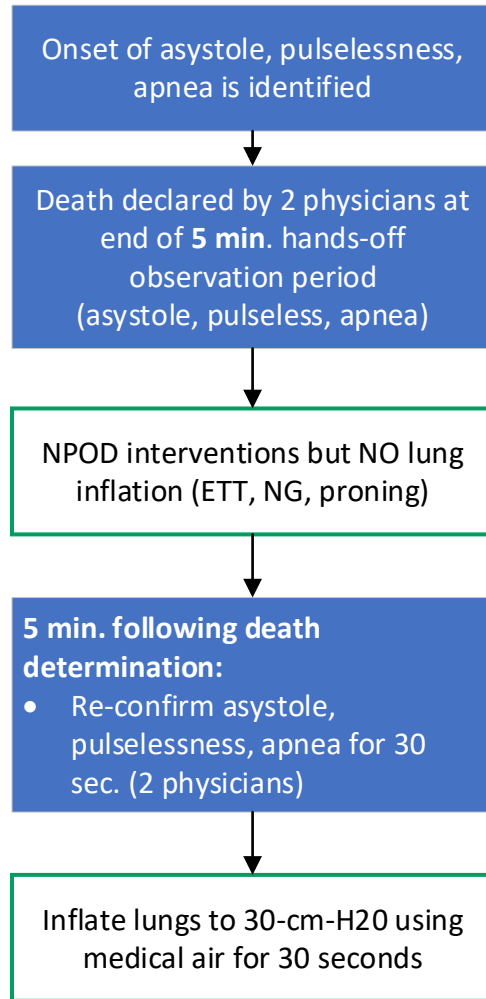 Onset of asystole, pulselessness,
apnea is identified
Death declared by 2 physicians at
end of 5 min. hands-off
observation period
(asystole, pulseless, apnea)
NPOD interventions but NO lung
inflation (ETT, NG, proning)
5 min. following death
determination:
• Re-confirm asystole,
pulselessness, apnea for 30
sec. (2 physicians)
Inflate lungs to 30-cm-H20 using
medical air for 30 seconds